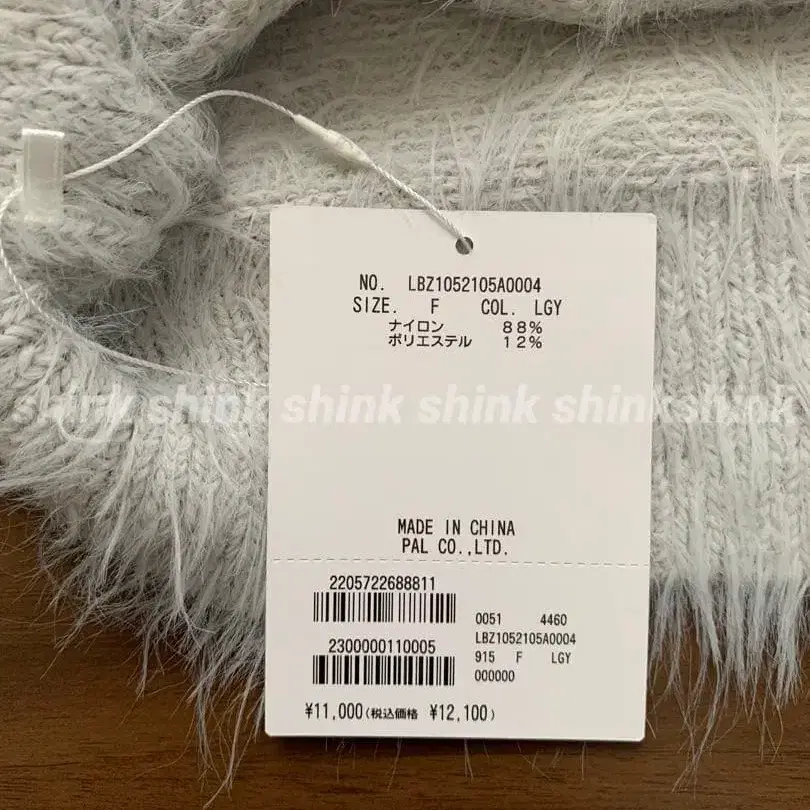 NO. LBZ1052105A0004
SIZE. F COL. LGY
ナイロン 88%
ポリエステル 12%
shink shink shink shink shinkshink
MADE IN CHINA
PAL CO.,LTD.
2205722688811
2300000110005
0051 4460
LBZ1052105A0004
915 F LGY
000000
¥11,000(税込価格 ¥12,100)